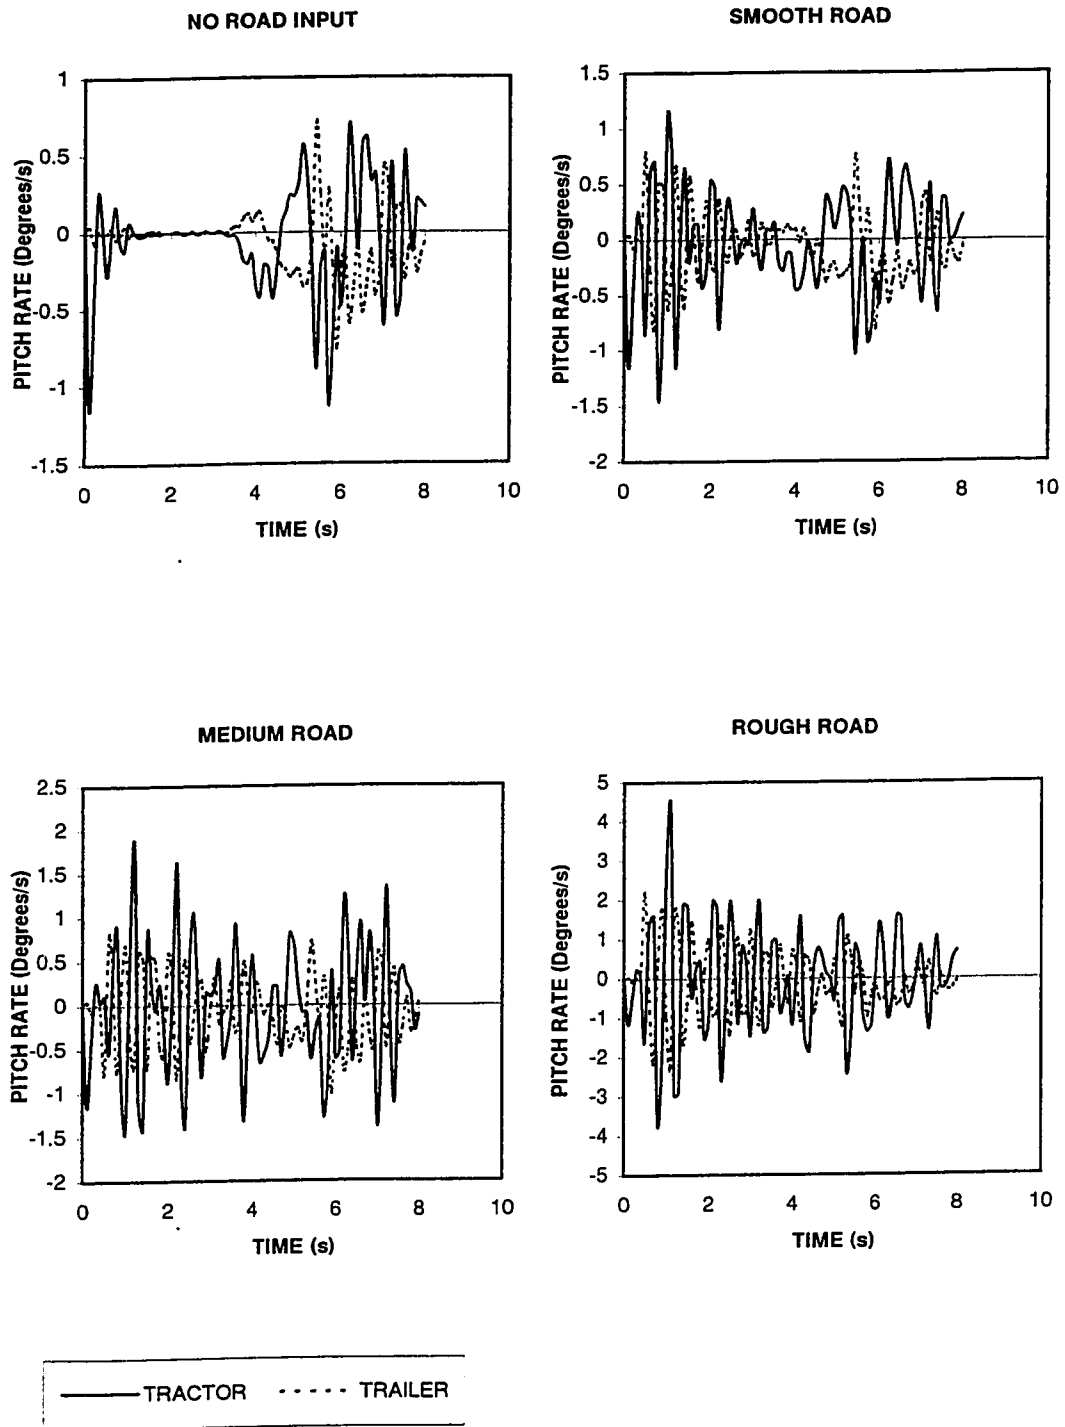 NO ROAD INPUT
1
0.5
0
-0.5
-1
-1.5
PITCH RATE (Degrees/s)
0 2 4 6 8 10
TIME (s)
SMOOTH ROAD
1.5
1
0.5
0
-0.5
-1
-1.5
-2
PITCH RATE (Degrees/s)
0 2 4 6 8 10
TIME (s)
MEDIUM ROAD
2.5
2
1.5
1
0.5
0
-0.5
-1
-1.5
-2
PITCH RATE (Degrees/s)
0 2 4 6 8 10
TIME (s)
ROUGH ROAD
5
4
3
2
1
0
-1
-2
-3
-4
-5
PITCH RATE (Degrees/s)
0 2 4 6 8 10
TIME (s)
TRACTOR TRAILER